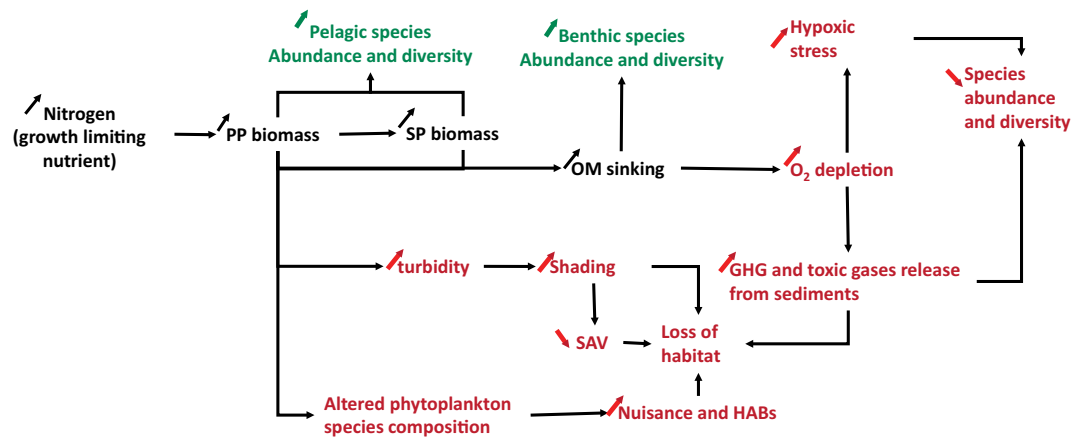 Pelagic species
Abundance and diversity
Benthic species
Abundance and diversity
Hypoxic
stress
Species
abundance
and diversity
Nitrogen
(growth limiting
nutrient)
PP biomass
SP biomass
OM sinking
O₂ depletion
turbidity
Shading
GHG and toxic gases release
from sediments
SAV
Loss of
habitat
Altered phytoplankton
species composition
Nuisance and HABs